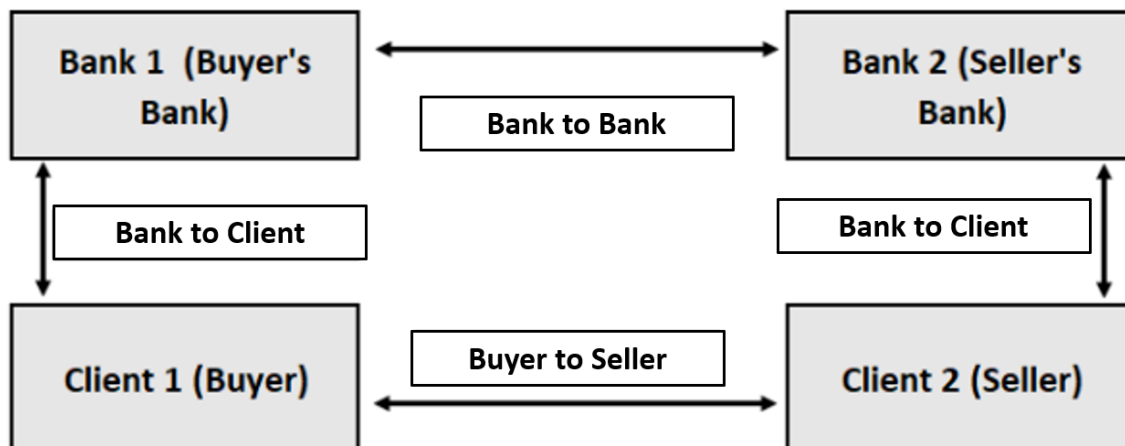 Bank 1 (Buyer's
Bank)
Bank to Bank
Bank 2 (Seller's
Bank)
Bank to Client
Bank to Client
Client 1 (Buyer)
Buyer to Seller
Client 2 (Seller)